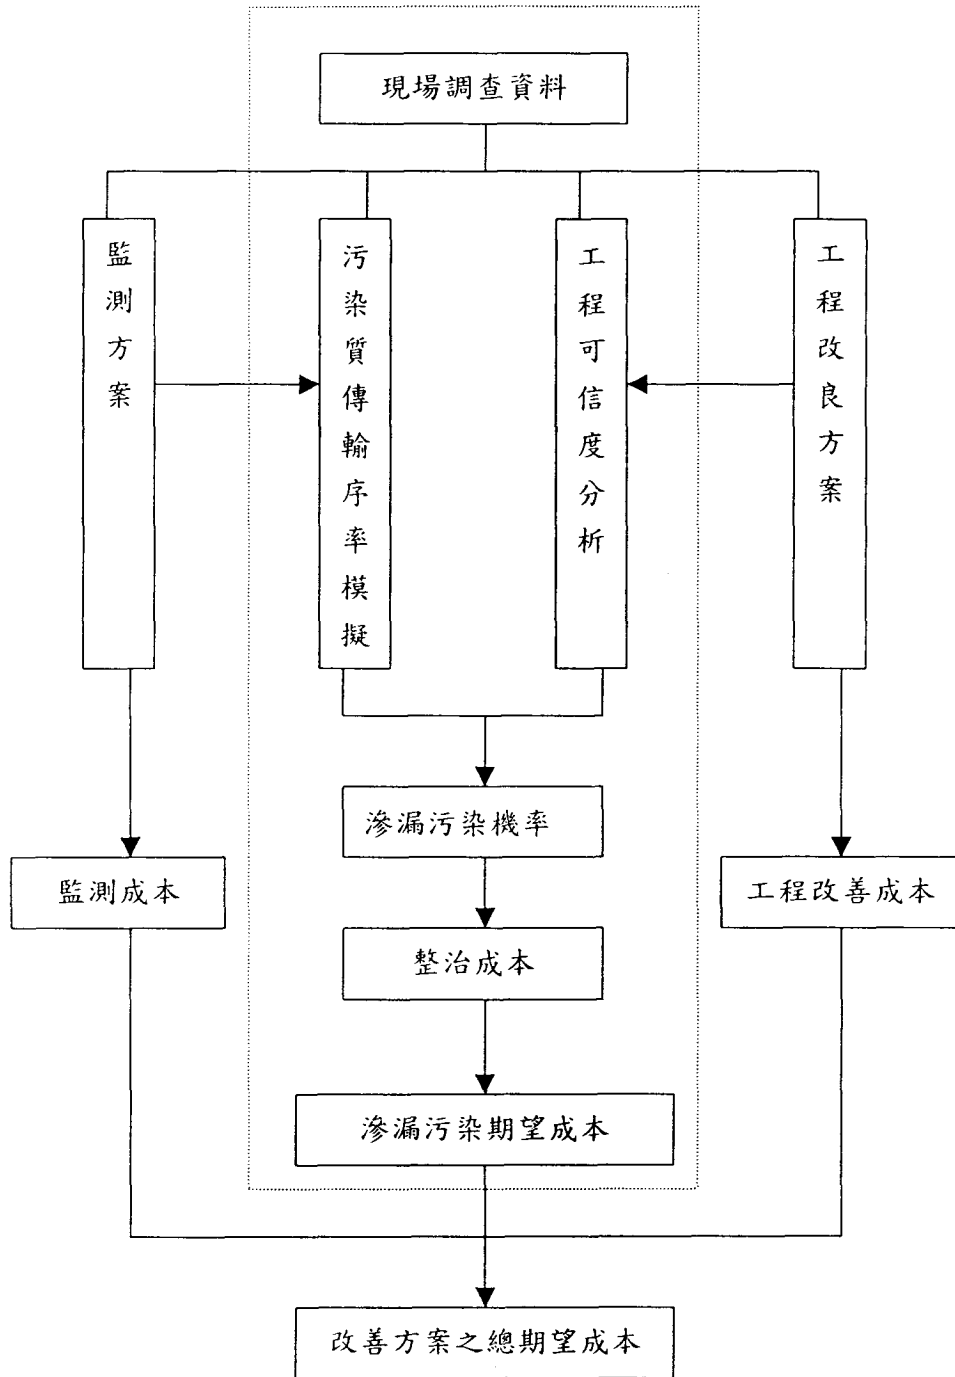 現場調查資料
監測方案
污染質傳輸序率模擬
工程可信度分析
工程改良方案
滲漏污染機率
監測成本
工程改善成本
整治成本
滲漏污染期望成本
改善方案之總期望成本